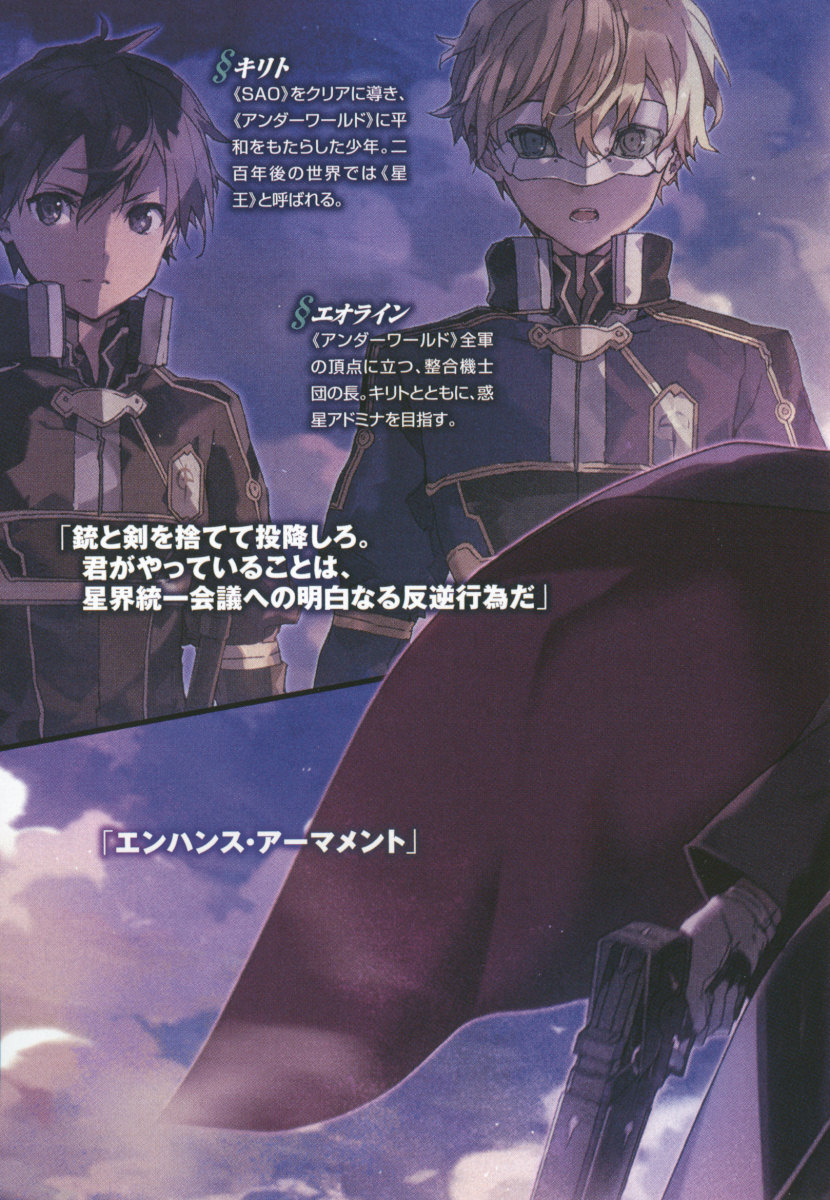 §キリト
《SAO》をクリアに導き、
《アンダーワールド》に平
和をもたらした少年。二
百年後の世界では《星
王》と呼ばれる。
§エオライン
《アンダーワールド》全軍
の頂点に立つ、整合機士
団の長。キリトとともに、惑
星アドミナを目指す。
「銃と剣を捨てて投降しろ。
君がやっていることは、
星界統一会議への明白なる反逆行為だ」
「エンハンス・アーマメント」